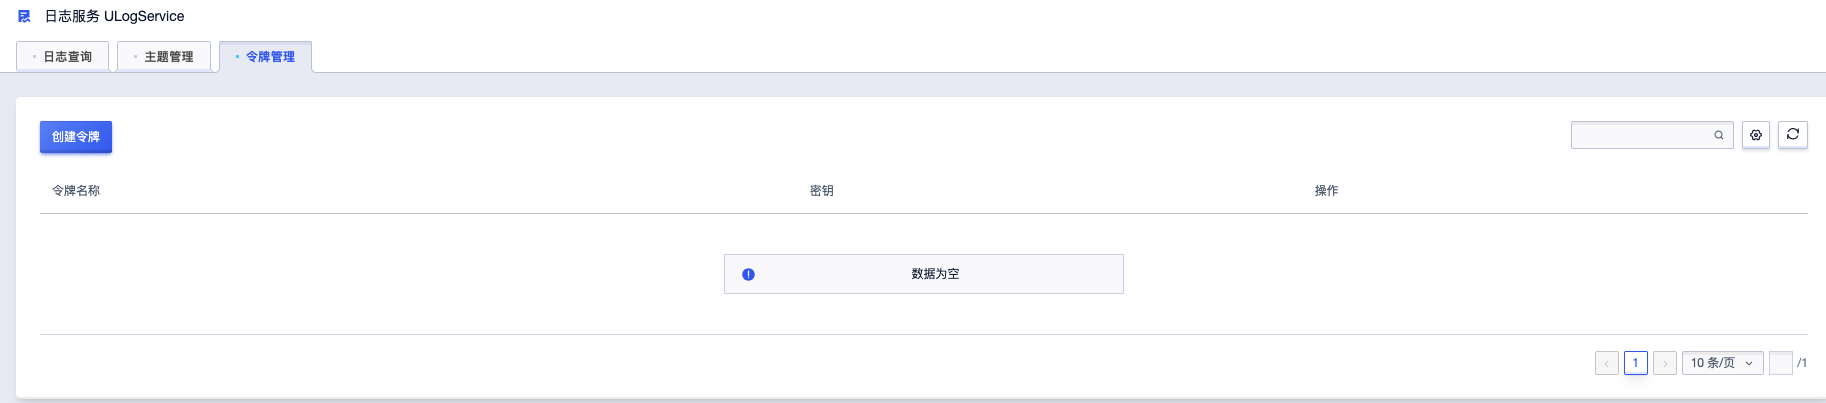 日志服务 ULogService
日志查询 主题管理 令牌管理
创建令牌
令牌名称 密钥 操作
数据为空
1 10 条/页 /1